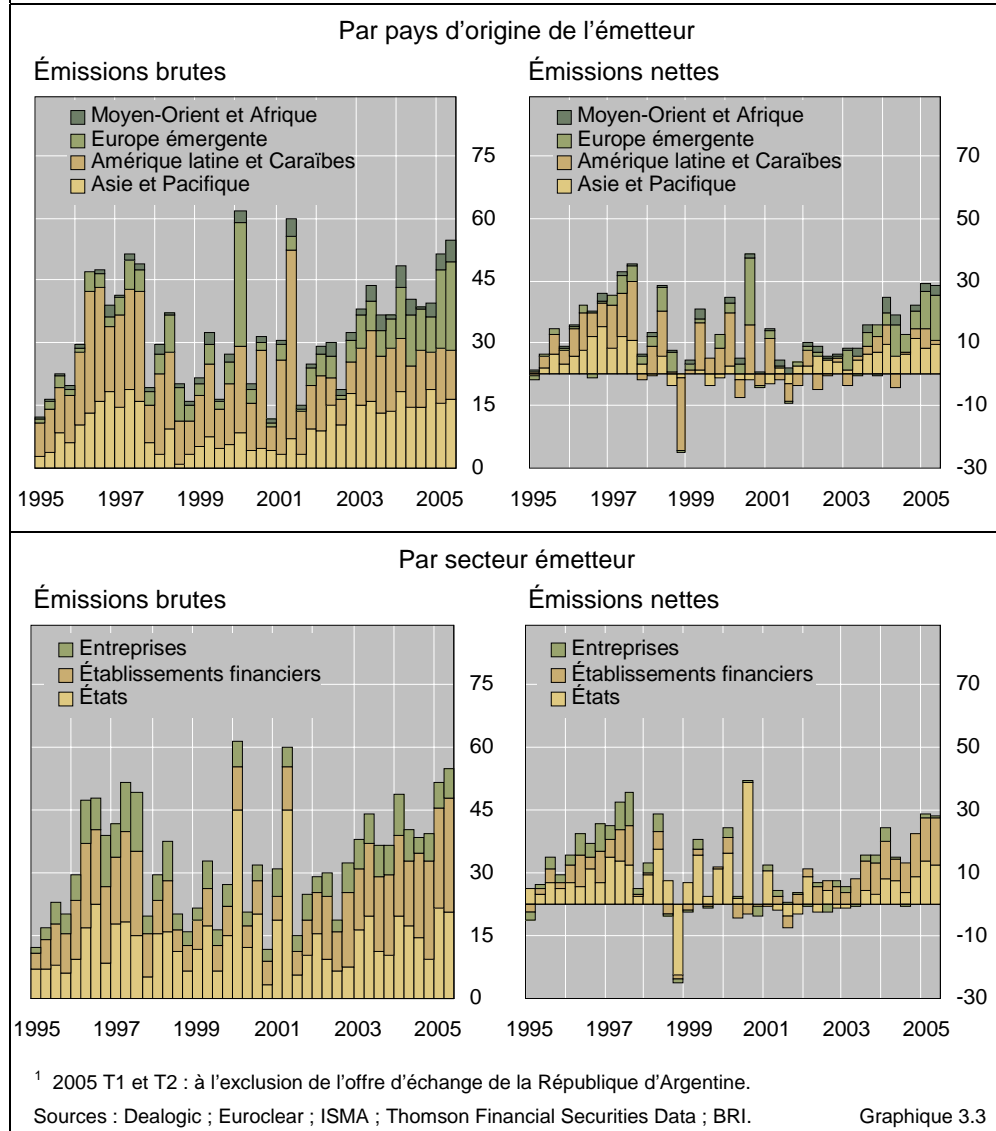 Par pays d'origine de l'émetteur
Émissions brutes
Moyen-Orient et Afrique
Europe émergente
Amérique latine et Caraïbes
Asie et Pacifique
75
60
45
30
15
0
1995 1997 1999 2001 2003 2005
Émissions nettes
Moyen-Orient et Afrique
Europe émergente
Amérique latine et Caraïbes
Asie et Pacifique
70
50
30
10
-10
-30
1995 1997 1999 2001 2003 2005
Par secteur émetteur
Émissions brutes
Entreprises
Établissements financiers
États
75
60
45
30
15
0
1995 1997 1999 2001 2003 2005
Émissions nettes
Entreprises
Établissements financiers
États
70
50
30
10
-10
-30
1995 1997 1999 2001 2003 2005
1 2005 T1 et T2 : à l'exclusion de l'offre d'échange de la République d'Argentine.
Sources : Dealogic ; Euroclear ; ISMA ; Thomson Financial Securities Data ; BRI. Graphique 3.3